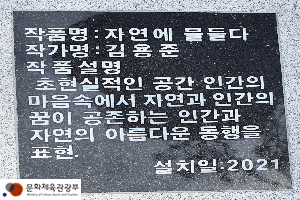 작품명 : 자연에 물들다
작가명 : 김용준
작품설명
초현실적인 공간 인간의
마음속에서 자연과 인간의
꿈이 공존하는 인간과
자연의 아름다운 동행을
표현.
설치일:2021
문화체육관광부